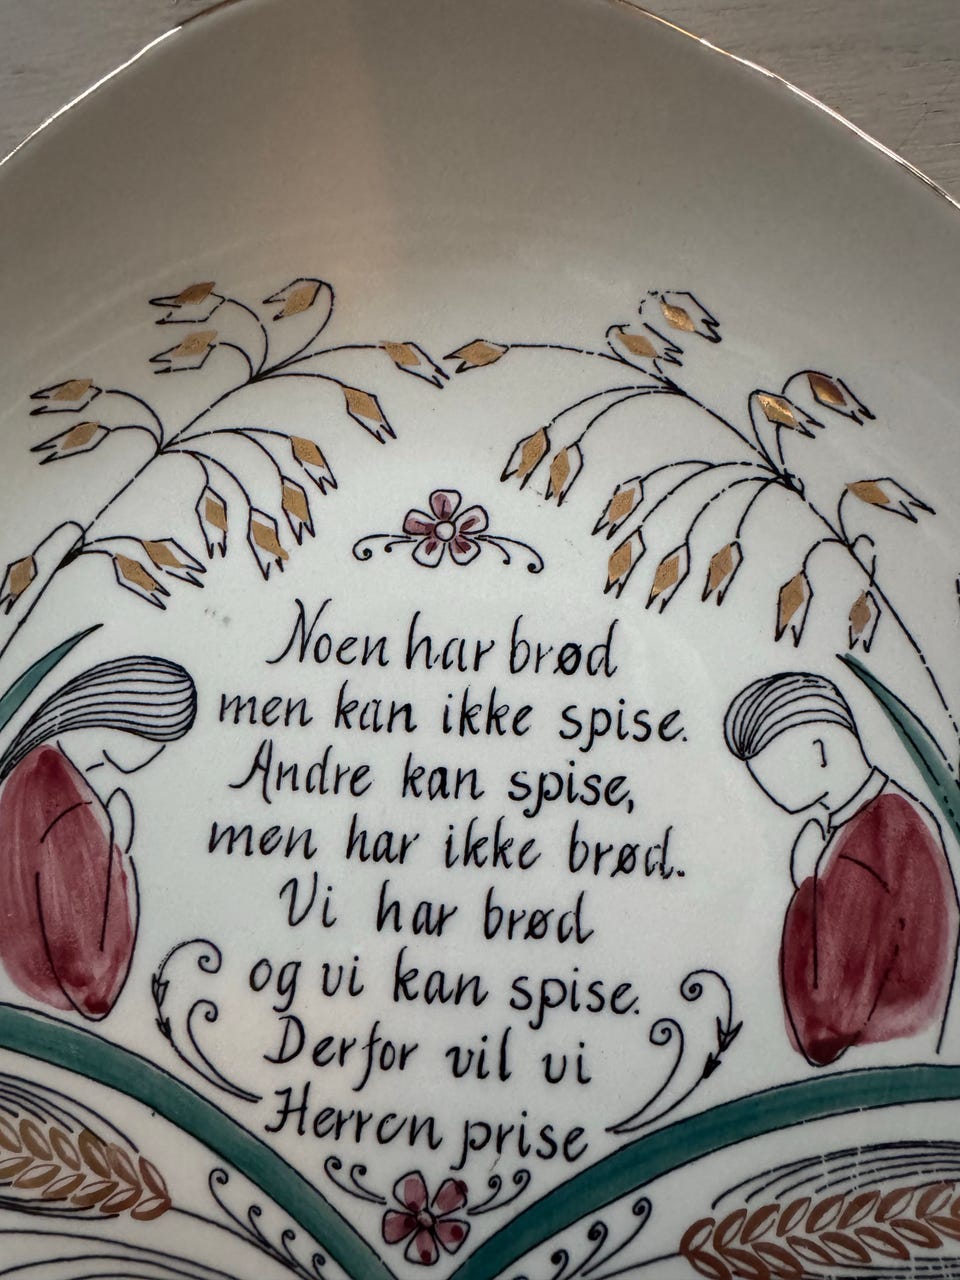 Noen har brød
men kan ikke spise.
Andre kan spise,
men har ikke brød.
Vi har brød
og vi kan spise.
Derfor vil vi
Herren prise